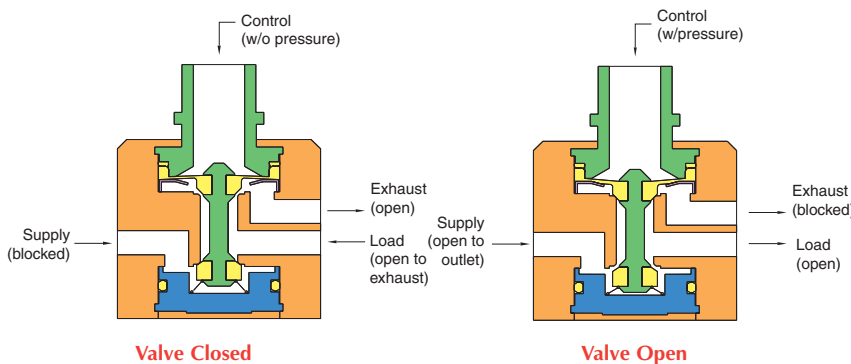 Control
(w/o pressure)
Exhaust
(open)
Supply
(blocked)
Load
(open to
exhaust)
Valve Closed
Control
(w/pressure)
Exhaust
(blocked)
Supply
(open to
outlet)
Load
(open)
Valve Open